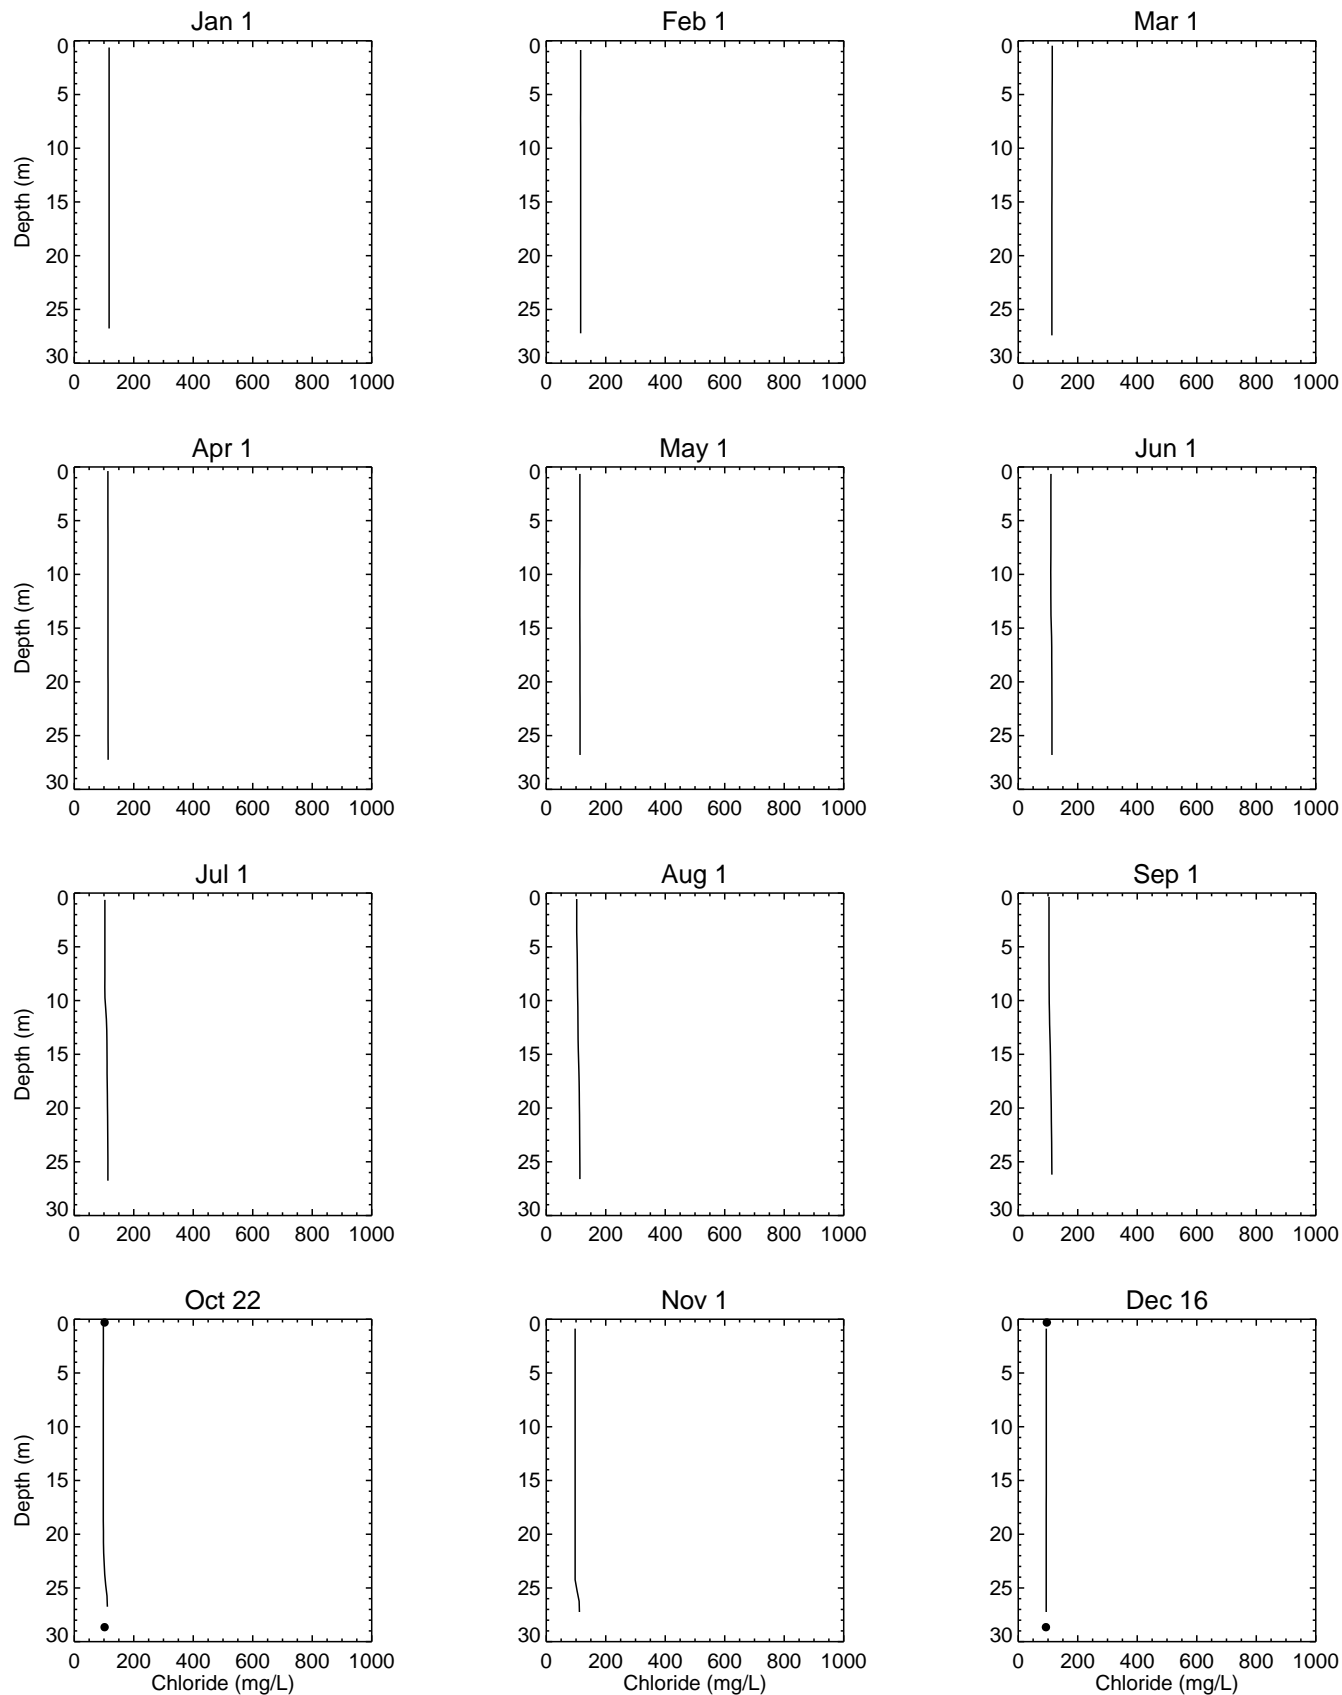 Jan 1 Feb 1 Mar 1
0 0 0
5 5 5
10 10 10
15 15 15
20 20 20
25 25 25
30 30 30
Depth (m)
0 200 400 600 800 1000 0 200 400 600 800 1000 0 200 400 600 800 1000
Apr 1 May 1 Jun 1
0 0 0
5 5 5
10 10 10
15 15 15
20 20 20
25 25 25
30 30 30
Depth (m)
0 200 400 600 800 1000 0 200 400 600 800 1000 0 200 400 600 800 1000
Jul 1 Aug 1 Sep 1
0 0 0
5 5 5
10 10 10
15 15 15
20 20 20
25 25 25
30 30 30
Depth (m)
0 200 400 600 800 1000 0 200 400 600 800 1000 0 200 400 600 800 1000
Oct 22 Nov 1 Dec 16
0 0 0
5 5 5
10 10 10
15 15 15
20 20 20
25 25 25
30 30 30
Depth (m)
0 200 400 600 800 1000 0 200 400 600 800 1000 0 200 400 600 800 1000
Chloride (mg/L) Chloride (mg/L) Chloride (mg/L)